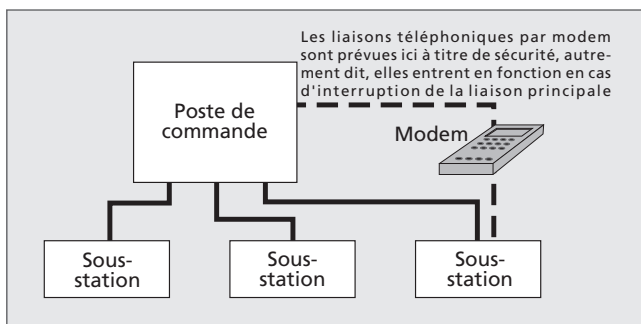 Les liaisons téléphoniques par modem
sont prévues ici à titre de sécurité, autre-
ment dit, elles entrent en fonction en cas
d'interruption de la liaison principale
Poste de
commande
Modem
Sous-
station
Sous-
station
Sous-
station